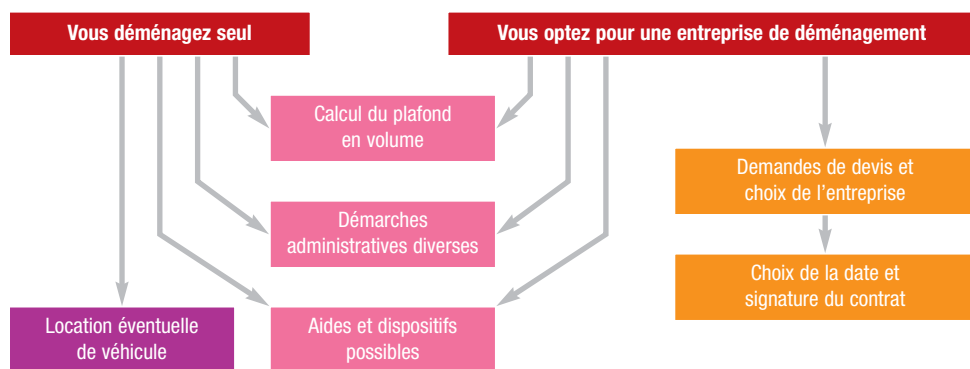 Vous déménagez seul
Vous optez pour une entreprise de déménagement
Calcul du plafond
en volume
Demandes de devis et
choix de l’entreprise
Démarches
administratives diverses
Choix de la date et
signature du contrat
Location éventuelle
de véhicule
Aides et dispositifs
possibles